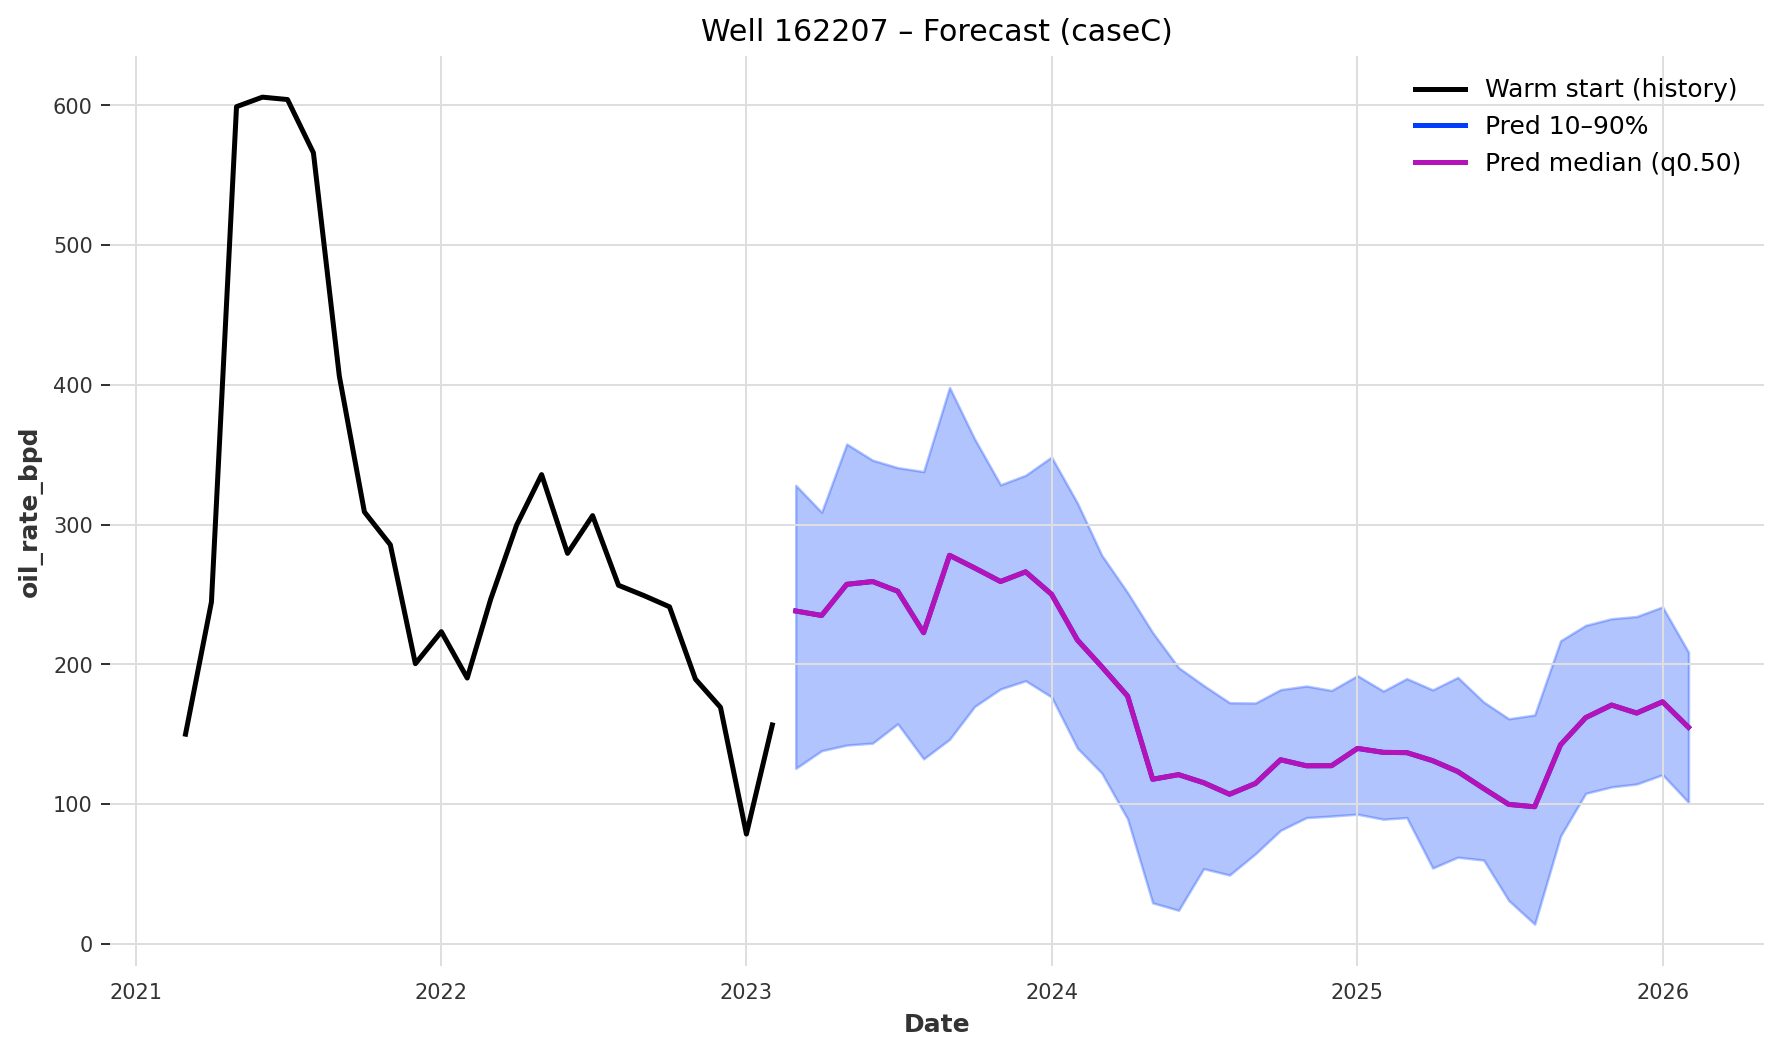 Well 162207 – Forecast (caseC)
Warm start (history)
Pred 10–90%
Pred median (q0.50)
oil_rate_bpd
600
500
400
300
200
100
0
2021 2022 2023 2024 2025 2026
Date